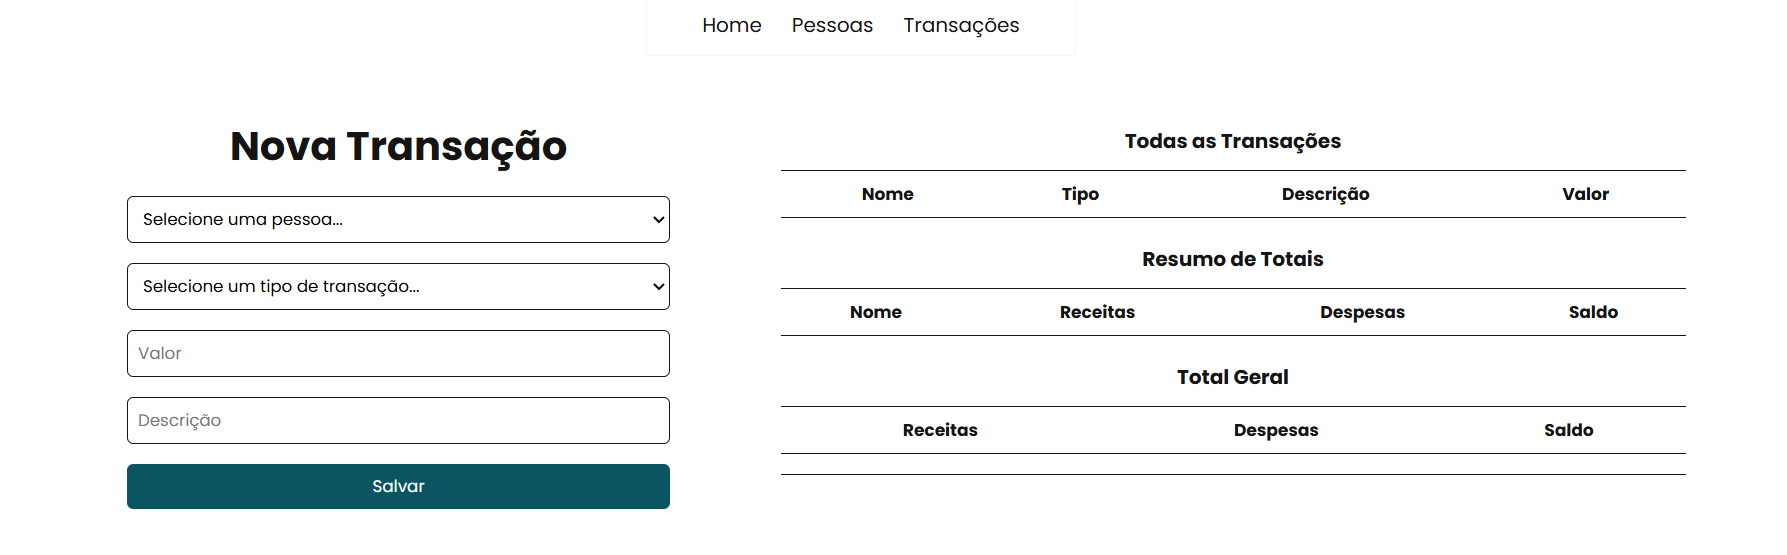 Home Pessoas Transações
Nova Transação
Selecione uma pessoa...
Selecione um tipo de transação...
Valor
Descrição
Salvar
Todas as Transações
Nome Tipo Descrição Valor
Resumo de Totais
Nome Receitas Despesas Saldo
Total Geral
Receitas Despesas Saldo